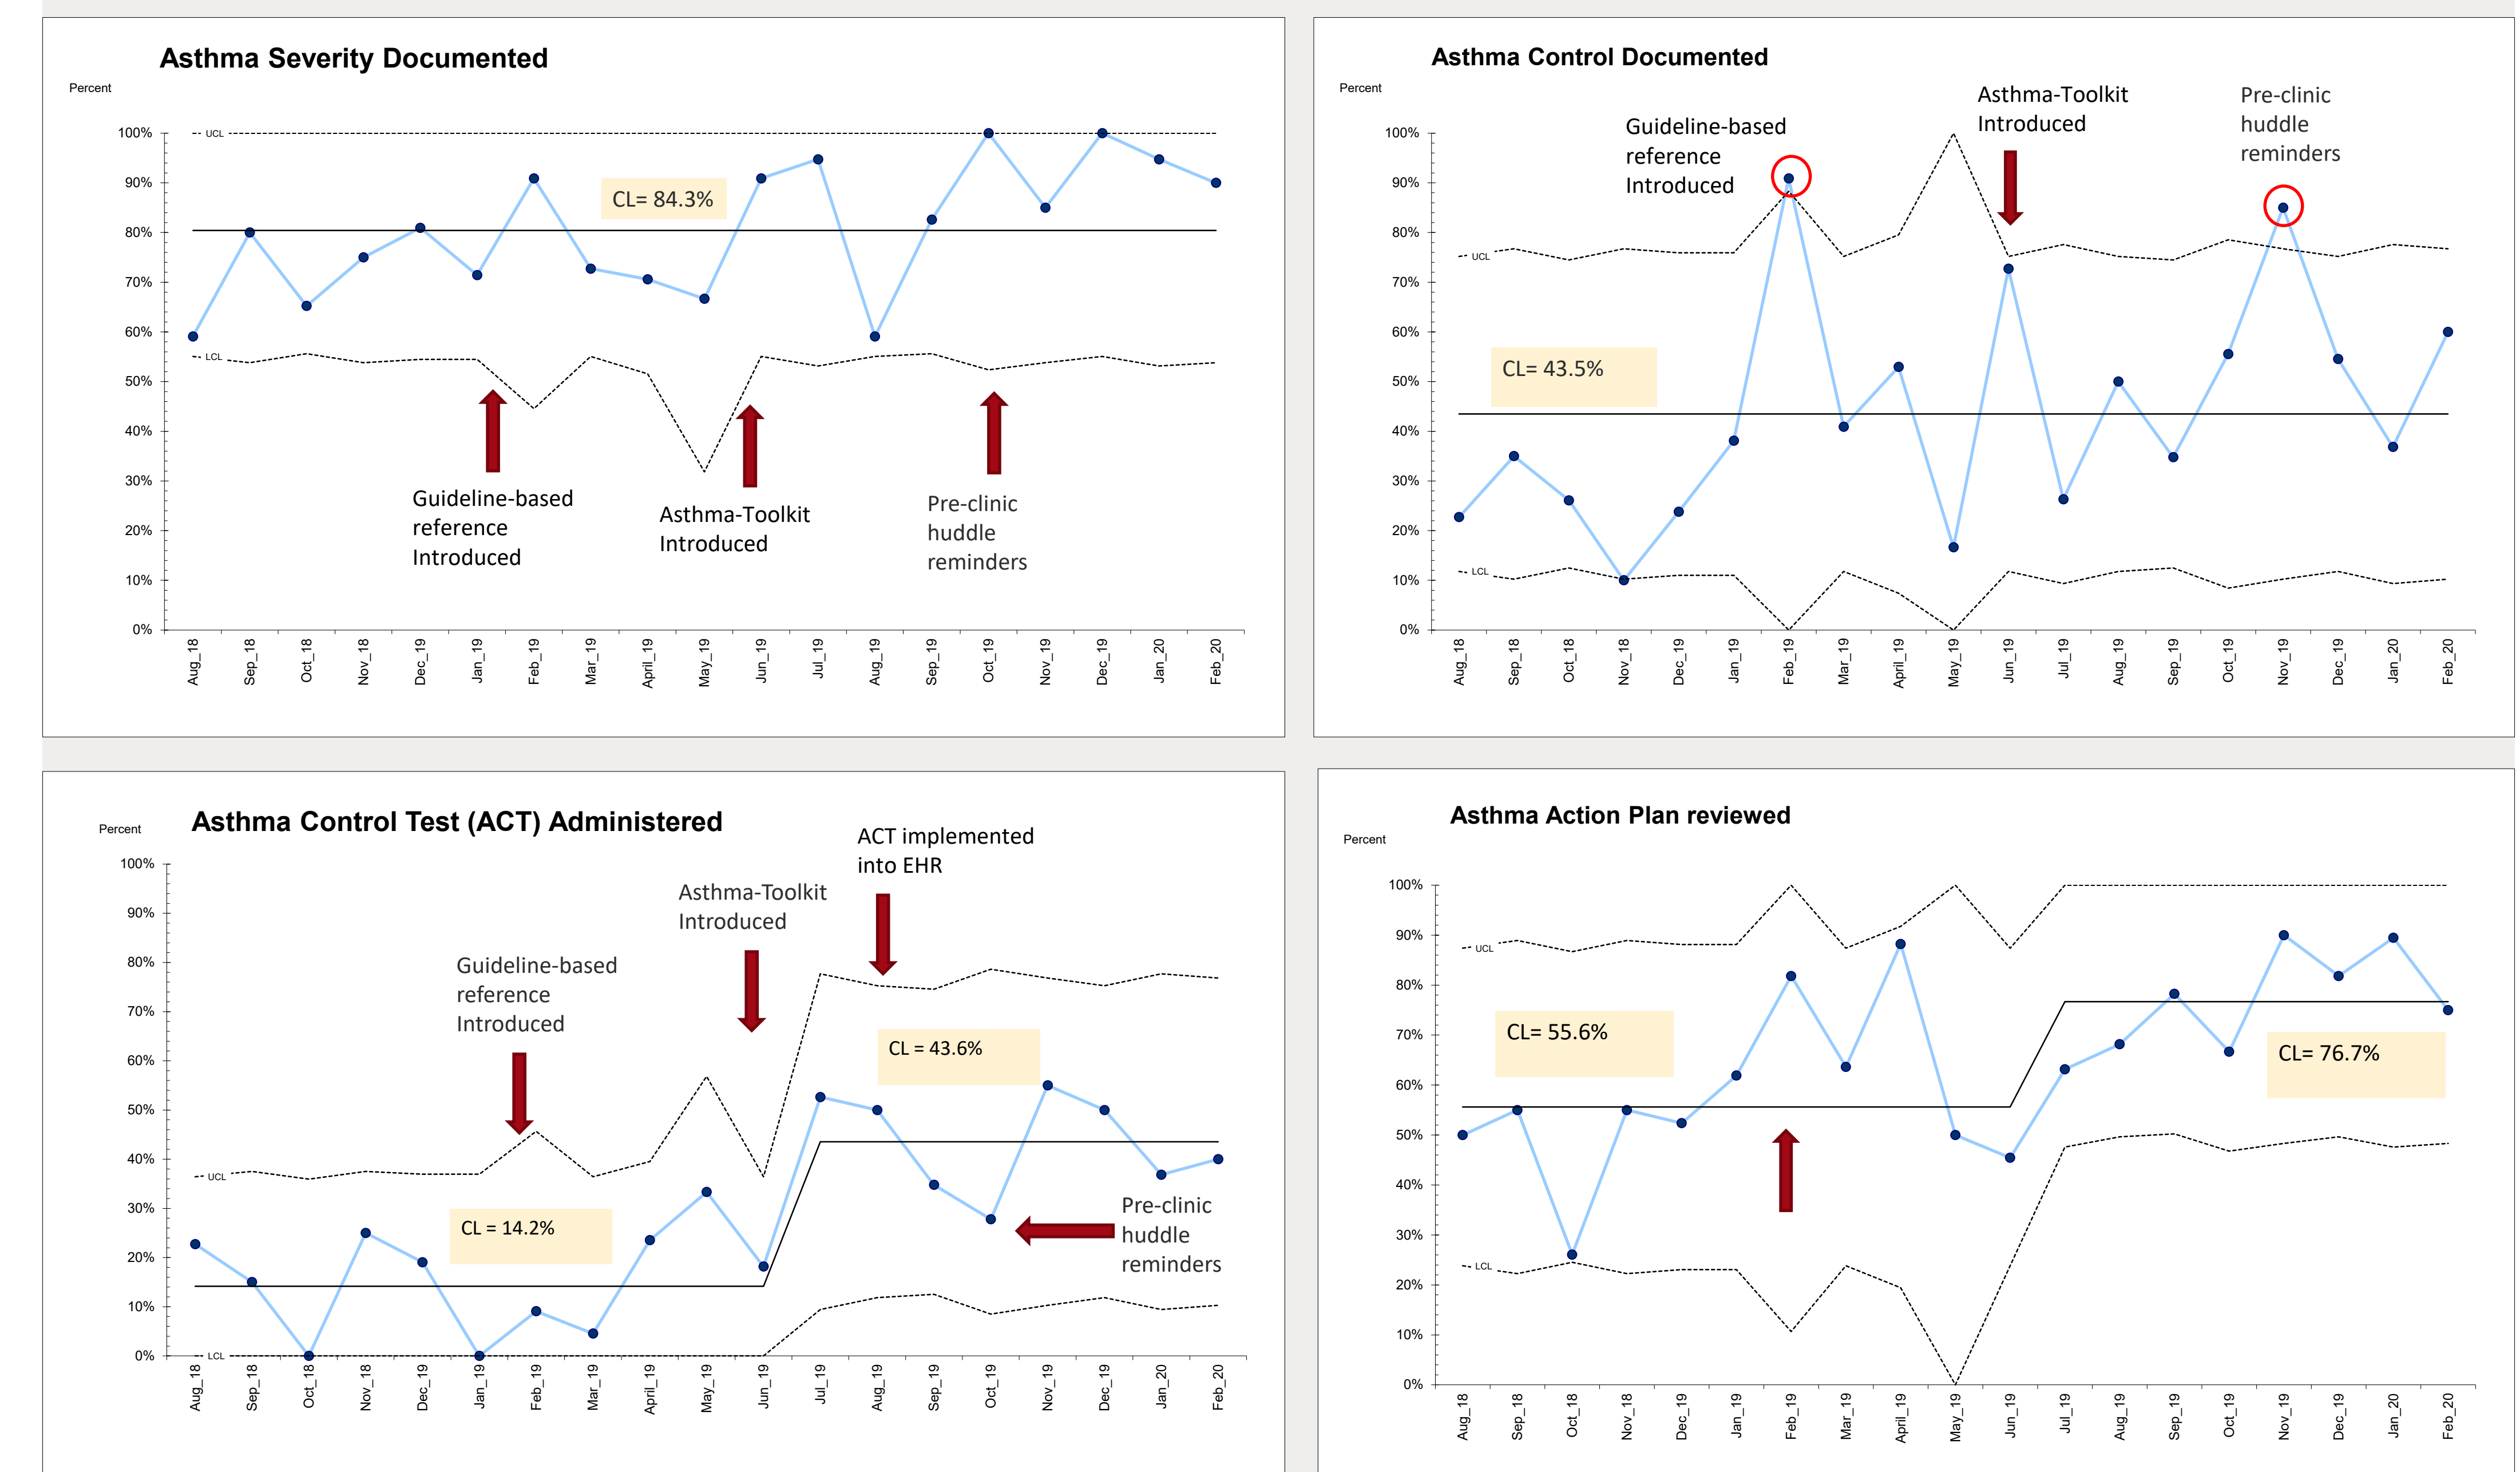 Asthma Severity Documented
Percent
100%
90%
80%
70%
60%
50%
40%
30%
20%
10%
0%
UCL
LCL
CL= 84.3%
Guideline-based
reference
Introduced
Asthma-Toolkit
Introduced
Pre-clinic
huddle
reminders
Aug_18
Sep_18
Oct_18
Nov_18
Dec_19
Jan_19
Feb_19
Mar_19
April_19
May_19
Jun_19
Jul_19
Aug_19
Sep_19
Oct_19
Nov_19
Dec_19
Jan_20
Feb_20
Asthma Control Documented
Percent
100%
90%
80%
70%
60%
50%
40%
30%
20%
10%
0%
Guideline-based
reference
Introduced
Asthma-Toolkit
Introduced
Pre-clinic
huddle
reminders
UCL
LCL
CL= 43.5%
Aug_18
Sep_18
Oct_18
Nov_18
Dec_19
Jan_19
Feb_19
Mar_19
April_19
May_19
Jun_19
Jul_19
Aug_19
Sep_19
Oct_19
Nov_19
Dec_19
Jan_20
Feb_20
Asthma Control Test (ACT) Administered
Percent
100%
90%
80%
70%
60%
50%
40%
30%
20%
10%
0%
Guideline-based
reference
Introduced
Asthma-Toolkit
Introduced
ACT implemented
into EHR
UCL
LCL
CL = 14.2%
CL = 43.6%
Pre-clinic
huddle
reminders
Aug_18
Sep_18
Oct_18
Nov_18
Dec_19
Jan_19
Feb_19
Mar_19
April_19
May_19
Jun_19
Jul_19
Aug_19
Sep_19
Oct_19
Nov_19
Dec_19
Jan_20
Feb_20
Asthma Action Plan reviewed
Percent
100%
90%
80%
70%
60%
50%
40%
30%
20%
10%
0%
UCL
LCL
CL= 55.6%
CL= 76.7%
Aug_18
Sep_18
Oct_18
Nov_18
Dec_19
Jan_19
Feb_19
Mar_19
April_19
May_19
Jun_19
Jul_19
Aug_19
Sep_19
Oct_19
Nov_19
Dec_19
Jan_20
Feb_20